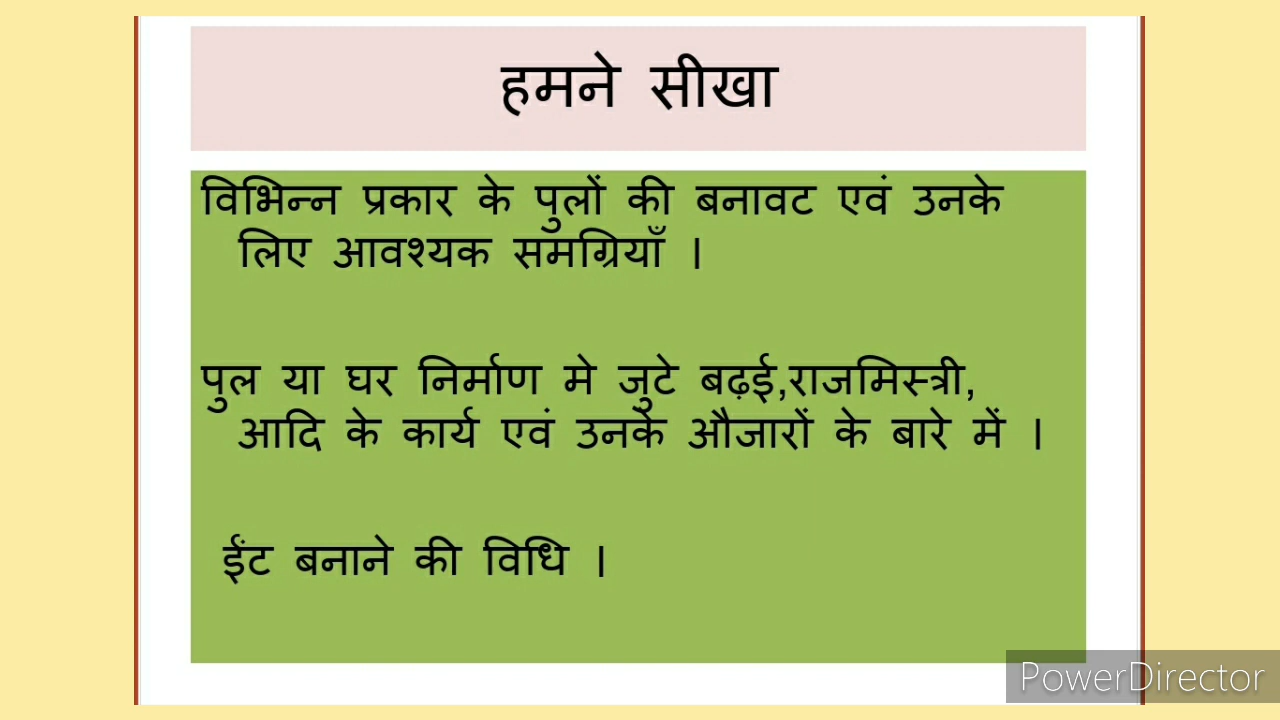 हमने सीखा
विभिन्न प्रकार के पुलों की बनावट एवं उनके
लिए आवश्यक समग्रियाँ ।
पुल या घर निर्माण मे जुटे बढ़ई,राजमिस्त्री,
आदि के कार्य एवं उनके औजारों के बारे में ।
ईंट बनाने की विधि ।
PowerDirector